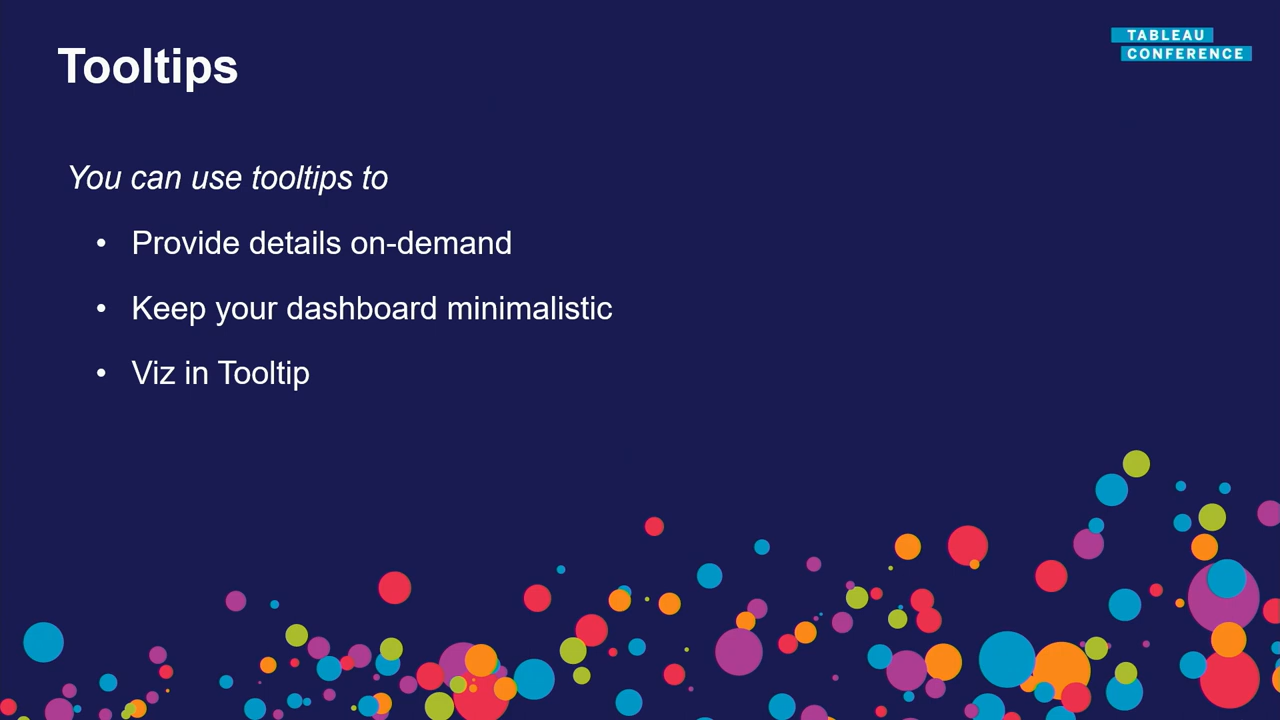 Tooltips
TABLEAU
CONFERENCE
You can use tooltips to
• Provide details on-demand
• Keep your dashboard minimalistic
• Viz in Tooltip